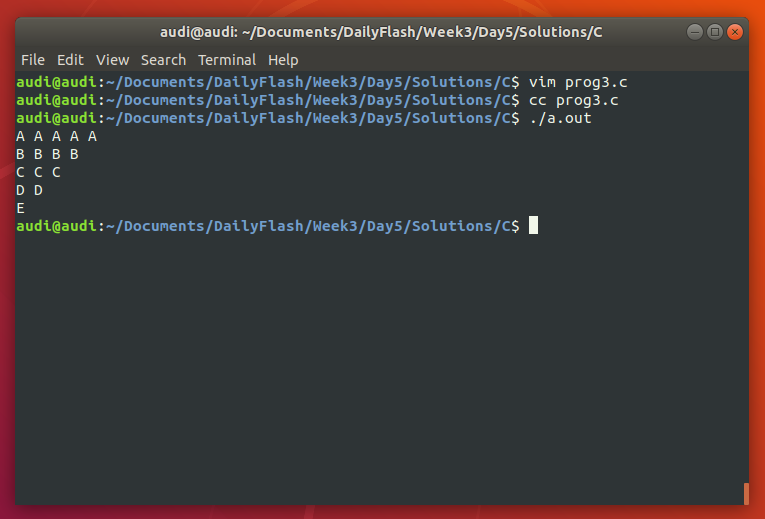 audi@audi: ~/Documents/DailyFlash/Week3/Day5/Solutions/C
File Edit View Search Terminal Help
audi@audi:~/Documents/DailyFlash/Week3/Day5/Solutions/C$ vim prog3.c
audi@audi:~/Documents/DailyFlash/Week3/Day5/Solutions/C$ cc prog3.c
audi@audi:~/Documents/DailyFlash/Week3/Day5/Solutions/C$ ./a.out
A A A A A
B B B B
C C C
D D
E
audi@audi:~/Documents/DailyFlash/Week3/Day5/Solutions/C$